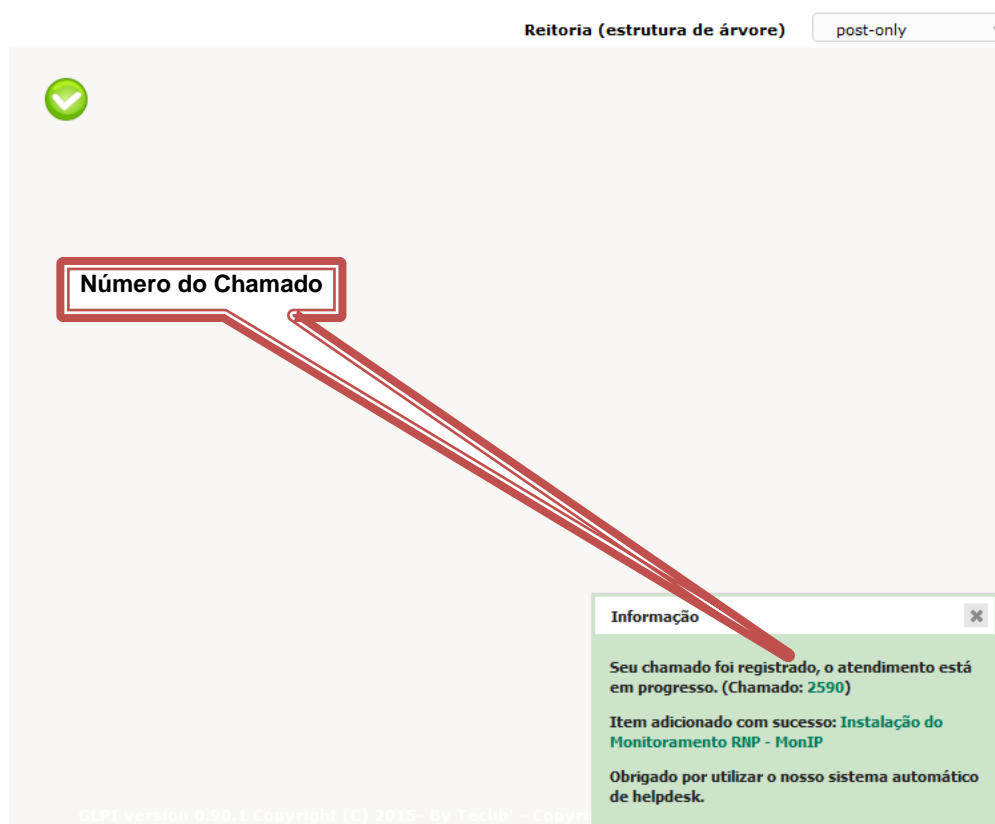 Reitoria (estrutura de árvore) post-only
Número do Chamado
Informação
Seu chamado foi registrado, o atendimento está
em progresso. (Chamado: 2590)
Item adicionado com sucesso: Instalação do
Monitoramento RNP - MonIP
Obrigado por utilizar o nosso sistema automático
de helpdesk.
GLPI version 0.90.1 Copyright (C) 2015- By Teclib' - Copyri